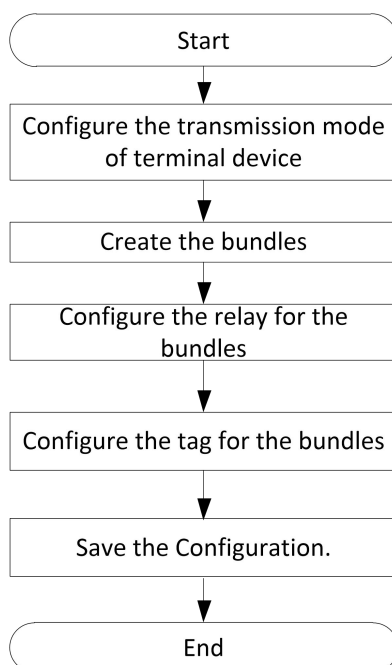 Start
Configure the transmission mode
of terminal device
Create the bundles
Configure the relay for the
bundles
Configure the tag for the bundles
Save the Configuration.
End